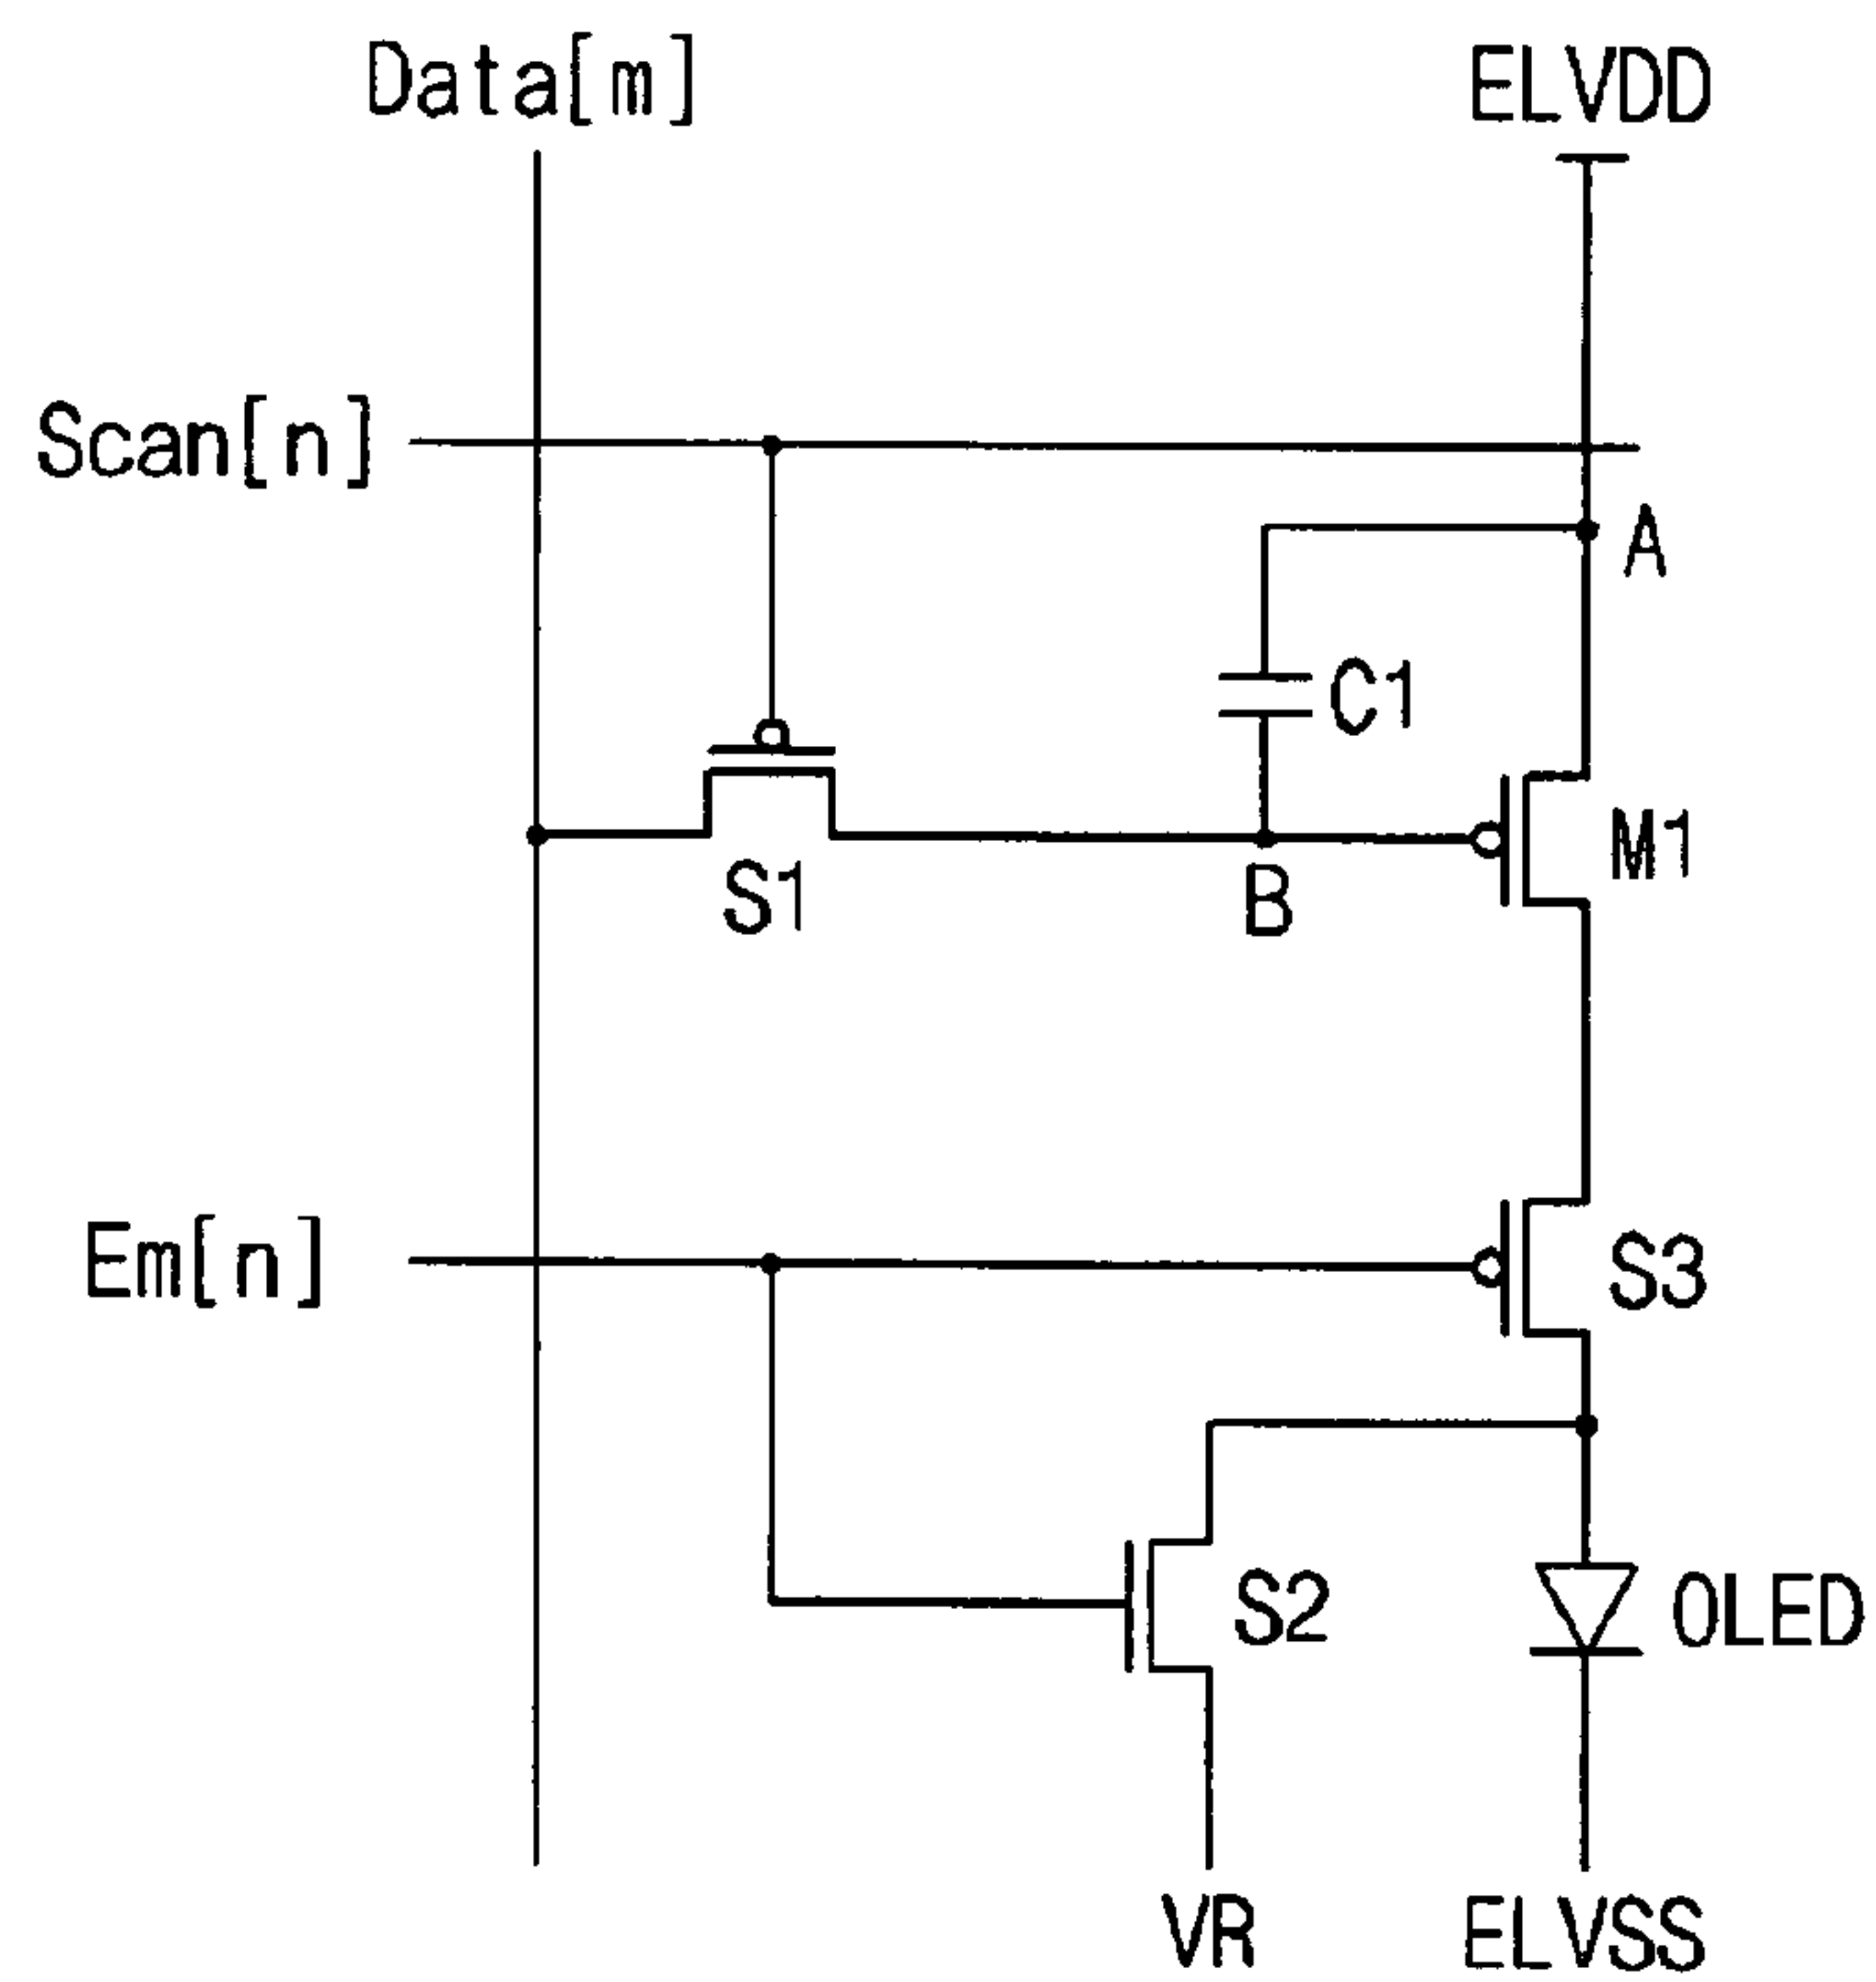 Data[m]
ELVDD
Scan[n]
A
C1
M1
S1
B
Em[n]
S3
S2
OLED
VR
ELVSS